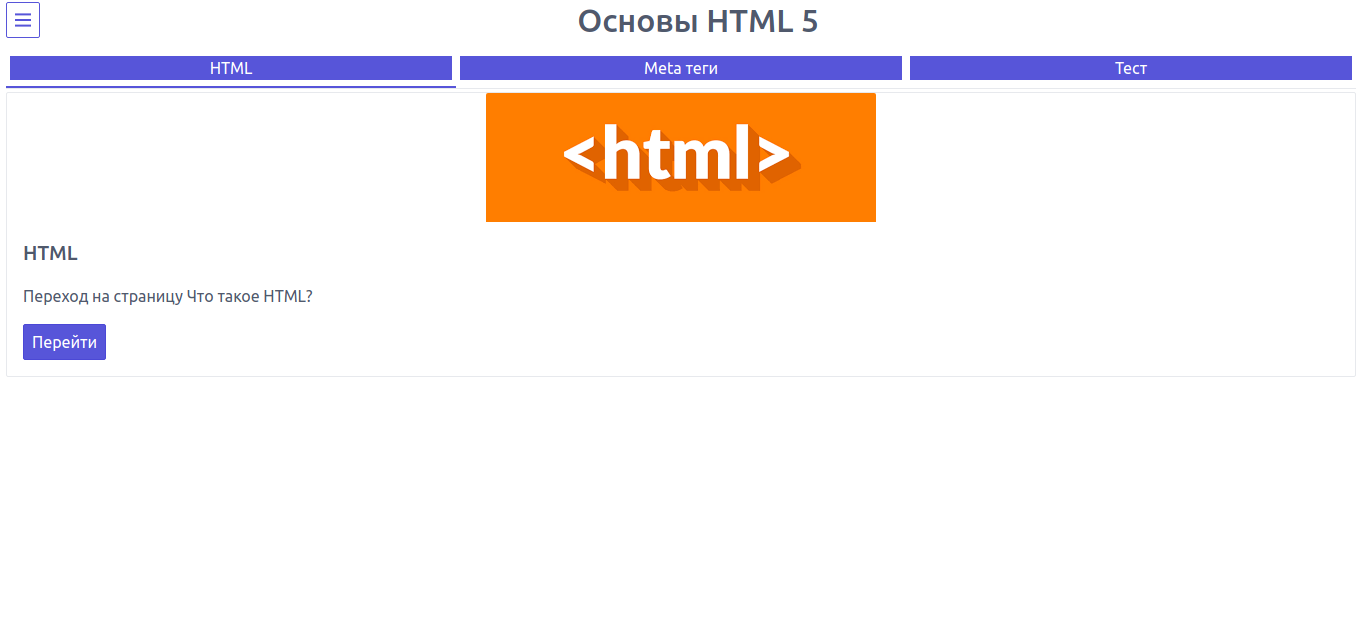 Основы HTML 5
HTML
Meta теги
Тест
<html>
HTML
Переход на страницу Что такое HTML?
Перейти